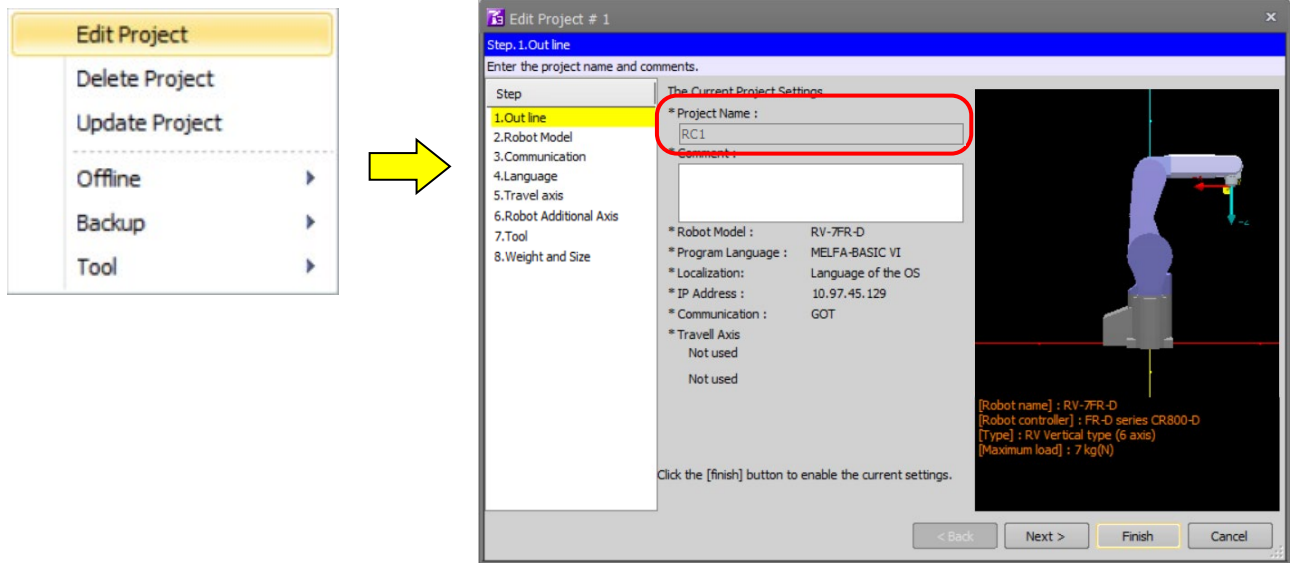 Edit Project
Delete Project
Update Project
Offline
Backup
Tool
Edit Project # 1
Step. 1.Out line
Enter the project name and comments.
Step
1.Out line
2.Robot Model
3.Communication
4.Language
5.Travel axis
6.Robot Additional Axis
7.Tool
8.Weight and Size
The Current Project Settings
* Project Name :
RC1
* Comment :
* Robot Model : RV-7FR-D
* Program Language : MELFA-BASIC VI
* Localization: Language of the OS
* IP Address : 10.97.45.129
* Communication : GOT
* Travell Axis
Not used
Not used
Click the [finish] button to enable the current settings.
[Robot name] : RV-7FR-D
[Robot controller] : FR-D series CR800-D
[Type] : RV Vertical type (6 axis)
[Maximum load] : 7 kg(N)
< Back
Next >
Finish
Cancel